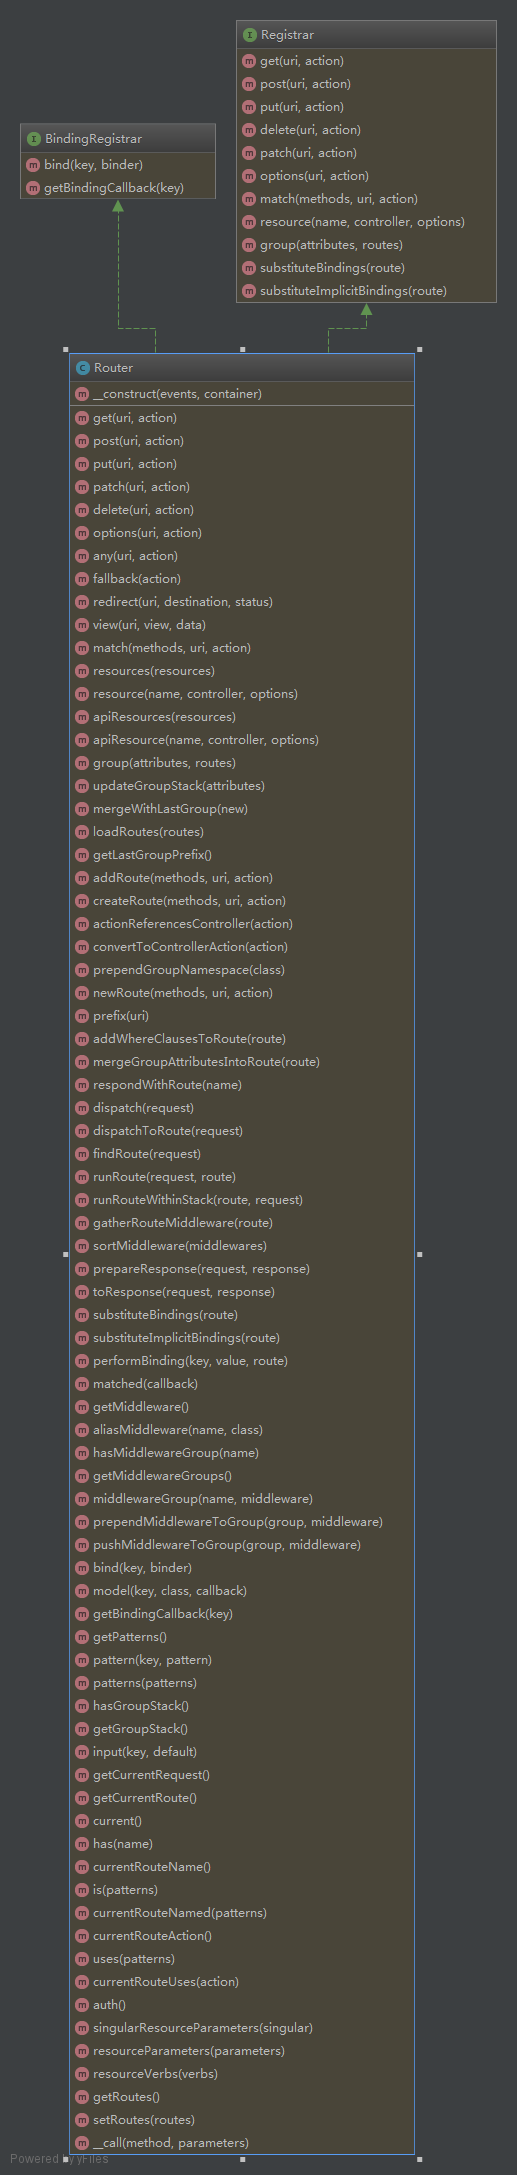 Registrar
get(uri, action)
post(uri, action)
put(uri, action)
delete(uri, action)
patch(uri, action)
options(uri, action)
match(methods, uri, action)
resource(name, controller, options)
group(attributes, routes)
substituteBindings(route)
substituteImplicitBindings(route)
BindingRegistrar
bind(key, binder)
getBindingCallback(key)
Router
__construct(events, container)
get(uri, action)
post(uri, action)
put(uri, action)
patch(uri, action)
delete(uri, action)
options(uri, action)
any(uri, action)
fallback(action)
redirect(uri, destination, status)
view(uri, view, data)
match(methods, uri, action)
resources(resources)
resource(name, controller, options)
apiResources(resources)
apiResource(name, controller, options)
group(attributes, routes)
updateGroupStack(attributes)
mergeWithLastGroup(new)
loadRoutes(routes)
getLastGroupPrefix()
addRoute(methods, uri, action)
createRoute(methods, uri, action)
actionReferencesController(action)
convertToControllerAction(action)
prependGroupNamespace(class)
newRoute(methods, uri, action)
prefix(uri)
addWhereClausesToRoute(route)
mergeGroupAttributesIntoRoute(route)
respondWithRoute(name)
dispatch(request)
dispatchToRoute(request)
findRoute(request)
runRoute(request, route)
runRouteWithinStack(route, request)
gatherRouteMiddleware(route)
sortMiddleware(middlewares)
prepareResponse(request, response)
toResponse(request, response)
substituteBindings(route)
substituteImplicitBindings(route)
performBinding(key, value, route)
matched(callback)
getMiddleware()
aliasMiddleware(name, class)
hasMiddlewareGroup(name)
getMiddlewareGroups()
middlewareGroup(name, middleware)
prependMiddlewareToGroup(group, middleware)
pushMiddlewareToGroup(group, middleware)
bind(key, binder)
model(key, class, callback)
getBindingCallback(key)
getPatterns()
pattern(key, pattern)
patterns(patterns)
hasGroupStack()
getGroupStack()
input(key, default)
getCurrentRequest()
getCurrentRoute()
current()
has(name)
currentRouteName()
is(patterns)
currentRouteNamed(patterns)
currentRouteAction()
uses(patterns)
currentRouteUses(action)
auth()
singularResourceParameters(singular)
resourceParameters(parameters)
resourceVerbs(verbs)
getRoutes()
setRoutes(routes)
__call(method, parameters)
Powered by yFiles